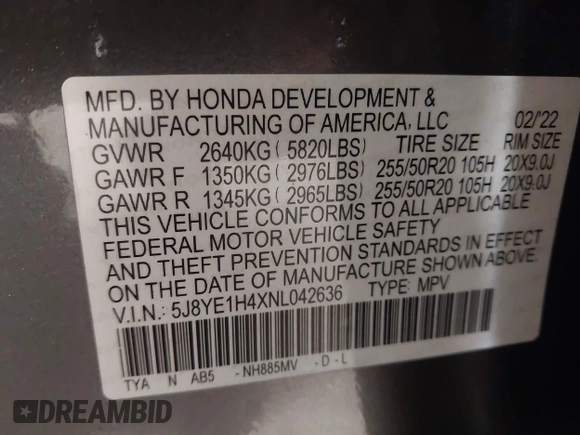 MFD. BY HONDA DEVELOPMENT &
MANUFACTURING OF AMERICA, LLC 02/'22
GVWR 2640KG ( 5820LBS) TIRE SIZE RIM SIZE
GAWR F 1350KG ( 2976LBS) 255/50R20 105H 20X9.0J
GAWR R 1345KG ( 2965LBS) 255/50R20 105H 20X9.0J
THIS VEHICLE CONFORMS TO ALL APPLICABLE
FEDERAL MOTOR VEHICLE SAFETY
AND THEFT PREVENTION STANDARDS IN EFFECT
ON THE DATE OF MANUFACTURE SHOWN ABOVE.
V.I.N.: 5J8YE1H4XNL042636 TYPE: MPV
TYA N AB5 -NH885MV -D-L
DREAMBID